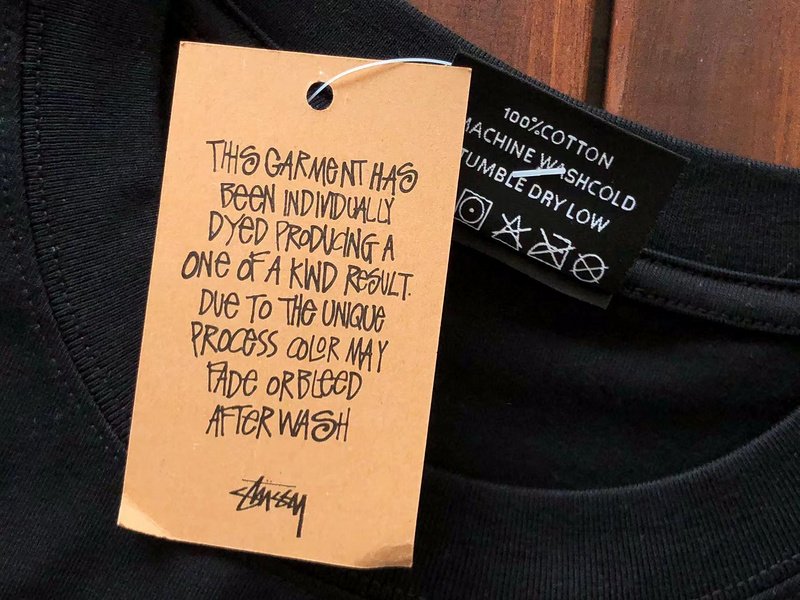 THIS GARMENT HAS
BEEN INDIVIDUALLY
DYED PRODUCING A
ONE OF A KIND RESULT.
DUE TO THE UNIQUE
PROCESS COLOR MAY
FADE OR BLEED
AFTER WASH
STÜSSY
100%COTTON
MACHINE WASHCOLD
TUMBLE DRY LOW